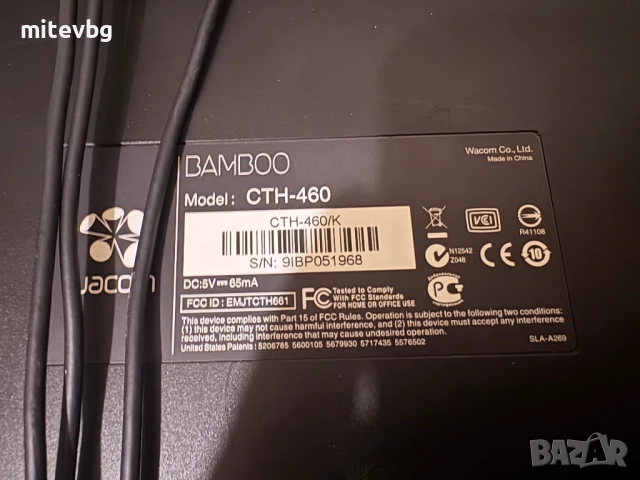 mitevbg
BAMBOO
Wacom Co., Ltd.
Made in China
Model: CTH-460
CTH-460/K
S/N: 9IBP051968
wacom
VCI
R41108
N12542
Z048
CE
10
DC:5V 65mA
FCC ID : EMJTCTH661
FC Tested to Comply
With FCC Standards
FOR HOME OR OFFICE USE
This device complies with Part 15 of FCC Rules. Operation is subject to the following two conditions:
(1) this device may not cause harmful interference, and (2) this device must accept any interference
received, including interference that may cause undesired operation.
United States Patents : 5206785 5600105 5679930 5717435 5576502
SLA-A269
BAZAR